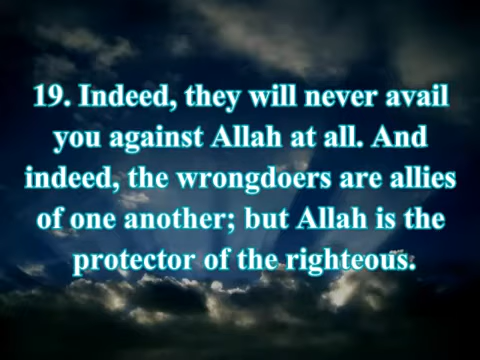 19. Indeed, they will never avail
you against Allah at all. And
indeed, the wrongdoers are allies
of one another; but Allah is the
protector of the righteous.